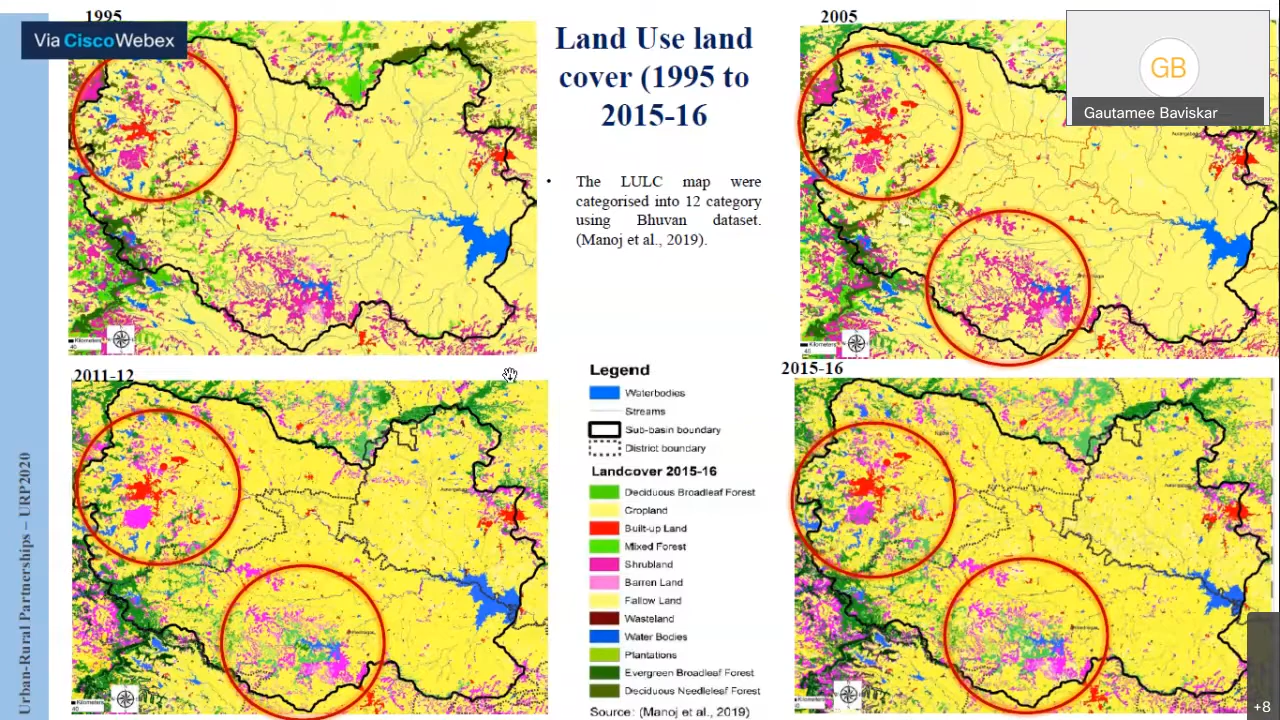 1995
Via Cisco Webex
Land Use land
cover (1995 to
2015-16
2005
GB
Gautamee Baviskar
• The LULC map were
categorised into 12 category
using Bhuvan dataset.
(Manoj et al., 2019).
2011-12
2015-16
Legend
Waterbodies
Streams
Sub-basin boundary
District boundary
Landcover 2015-16
Deciduous Broadleaf Forest
Cropland
Built-up Land
Mixed Forest
Shrubland
Barren Land
Fallow Land
Wasteland
Water Bodies
Plantations
Evergreen Broadleaf Forest
Deciduous Needleleaf Forest
Source: (Manoj et al., 2019)
Urban-Rural Partnerships – URP2020
+8